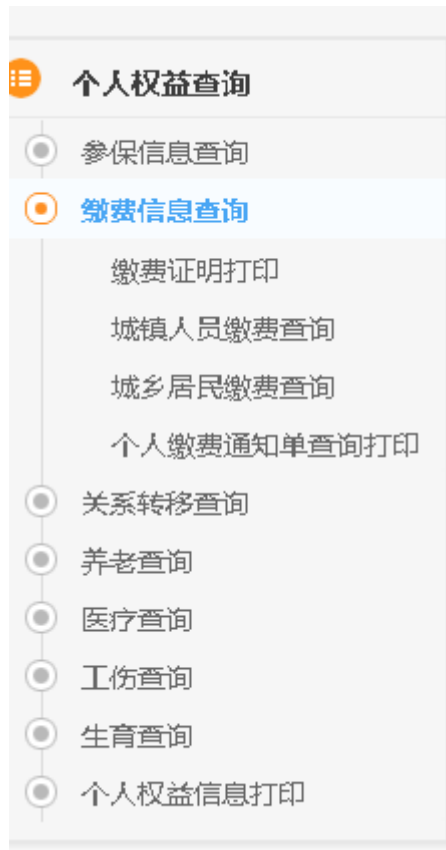 个人权益查询
参保信息查询
缴费信息查询
缴费证明打印
城镇人员缴费查询
城乡居民缴费查询
个人缴费通知单查询打印
关系转移查询
养老查询
医疗查询
工伤查询
生育查询
个人权益信息打印